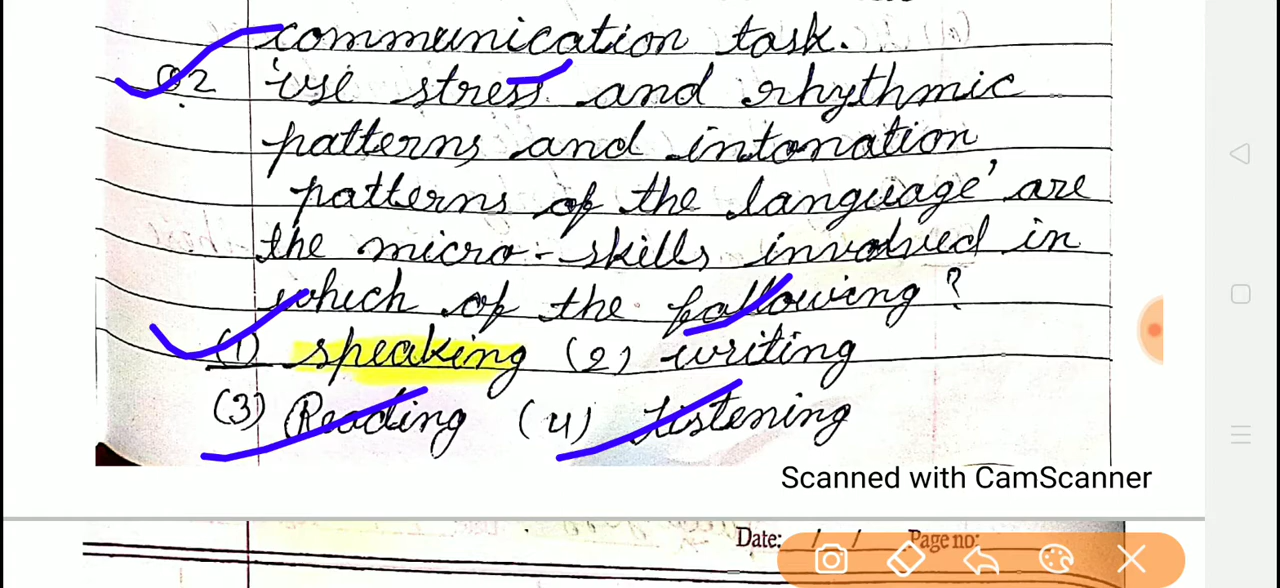 communication task.
Q2 'use stress and rhythmic
patterns and intonation
patterns of the language' are
the micro-skills involved in
which of the following?
(1) speaking (2) writing
(3) Reading (4) Listening
Scanned with CamScanner
Date: / / Page no: